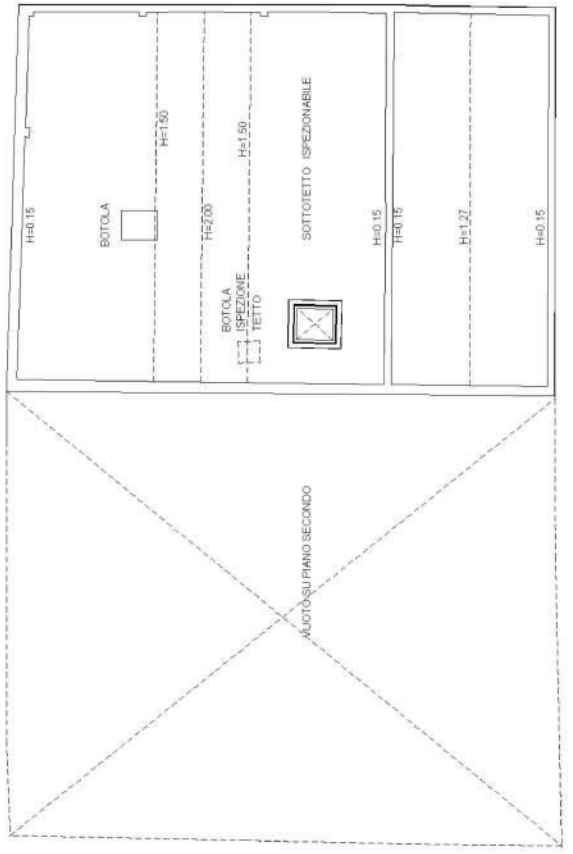 H=0.15
BOTOLA
H=1.50
H=2.00
BOTOLA
ISPEZIONE
TETTO
H=1.50
VUOTO SU PIANO SECONDO
SOTTOTETTO ISPEZIONABILE
H=0.15
H=0.15
H=1.27
H=0.15